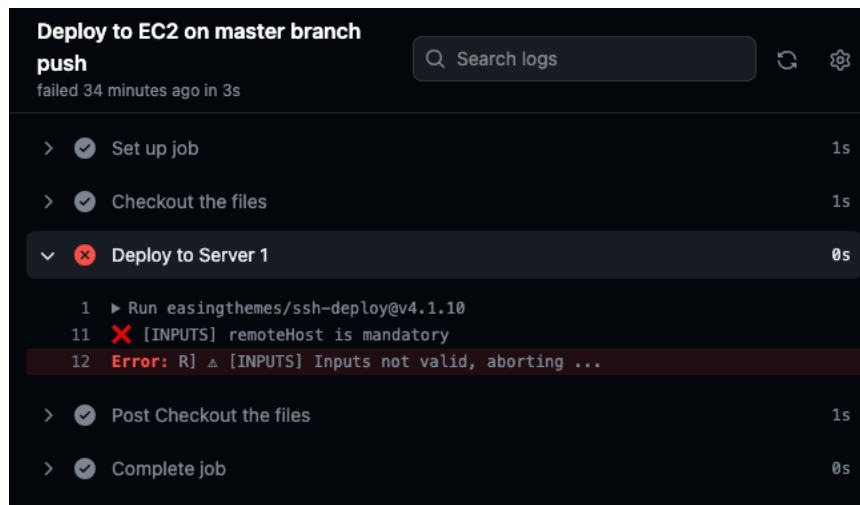 Deploy to EC2 on master branch
push
failed 34 minutes ago in 3s
Search logs
Set up job 1s
Checkout the files 1s
Deploy to Server 1 0s
1 ▶ Run easingthemes/ssh-deploy@v4.1.10
11 ❌ [INPUTS] remoteHost is mandatory
12 Error: R] ⚠ [INPUTS] Inputs not valid, aborting ...
Post Checkout the files 1s
Complete job 0s